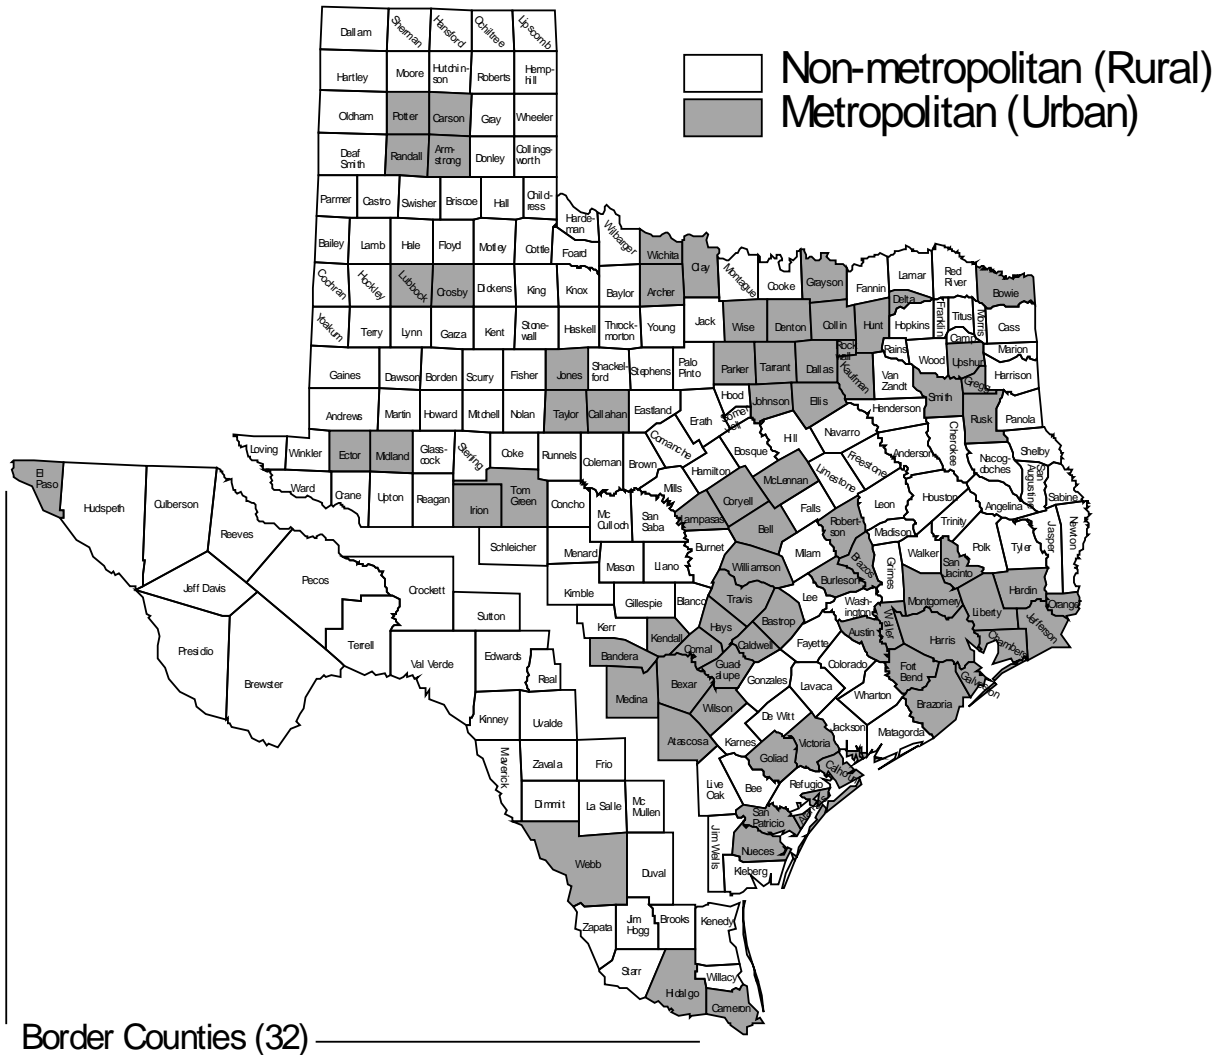 Non-metropolitan (Rural)
Metropolitan (Urban)
Dallam
Sherman
Hansford
Ochiltree
Lipscomb
Hartley
Moore
Hutchin-
son
Roberts
Hemp-
hill
Oldham
Potter
Carson
Gray
Wheeler
Deaf
Smith
Randall
Arm-
strong
Donley
Collings-
worth
Parmer
Castro
Swisher
Briscoe
Hall
Child-
ress
Bailey
Lamb
Hale
Floyd
Motley
Cottle
Harde-
man
Foard
Wilbarger
Wichita
Clay
Montague
Cooke
Grayson
Fannin
Lamar
Red
River
Bowie
Cochran
Hockley
Lubbock
Crosby
Dickens
King
Knox
Baylor
Archer
Delta
Hopkins
Franklin
Titus
Morris
Cass
Yoakum
Terry
Lynn
Garza
Kent
Stone-
wall
Haskell
Throck-
morton
Young
Jack
Wise
Denton
Collin
Hunt
Rains
Wood
Camp
Upshur
Marion
Harrison
Gaines
Dawson
Borden
Scurry
Fisher
Jones
Shackel-
ford
Stephens
Palo
Pinto
Parker
Tarrant
Dallas
Rock
wall
Kaufman
Van
Zandt
Smith
Gregg
Rusk
Panola
Andrews
Martin
Howard
Mitchell
Nolan
Taylor
Callahan
Eastland
Erath
Hood
Somer
vell
Johnson
Ellis
Henderson
Loving
Winkler
Ector
Midland
Glass-
cock
Sterling
Coke
Runnels
Coleman
Brown
Comanche
Hamilton
Bosque
Hill
Navarro
Freestone
Anderson
Cherokee
Nacog-
doches
Shelby
San
Augustine
Sabine
Ward
Crane
Upton
Reagan
Irion
Tom
Green
Concho
Mc
Culloch
San
Saba
Mills
Lampasas
Coryell
McLennan
Limestone
Falls
Leon
Houston
Angelina
Trinity
El
Paso
Hudspeth
Culberson
Reeves
Jeff Davis
Pecos
Presidio
Brewster
Terrell
Crockett
Schleicher
Sutton
Val Verde
Edwards
Real
Menard
Mason
Llano
Burnet
Bell
Milam
Robert-
son
Madison
Brazos
Grimes
Walker
San
Jacinto
Polk
Tyler
Jasper
Newton
Kimble
Gillespie
Blanco
Williamson
Travis
Burleson
Lee
Wash-
ington
Montgomery
Liberty
Hardin
Orange
Jefferson
Kerr
Kendall
Hays
Bastrop
Fayette
Austin
Waller
Harris
Chambers
Bandera
Comal
Caldwell
Guad-
alupe
Gonzales
Lavaca
Colorado
Fort
Bend
Galveston
Medina
Bexar
Wilson
De Witt
Wharton
Brazoria
Kinney
Uvalde
Atascosa
Karnes
Goliad
Victoria
Jackson
Matagorda
Maverick
Zavala
Frio
Live
Oak
Bee
Refugio
Calhoun
Dimmit
La Salle
Mc
Mullen
San
Patricio
Jim Wells
Nueces
Kleberg
Webb
Duval
Zapata
Jim
Hogg
Brooks
Kenedy
Starr
Hidalgo
Willacy
Cameron
Border Counties (32)